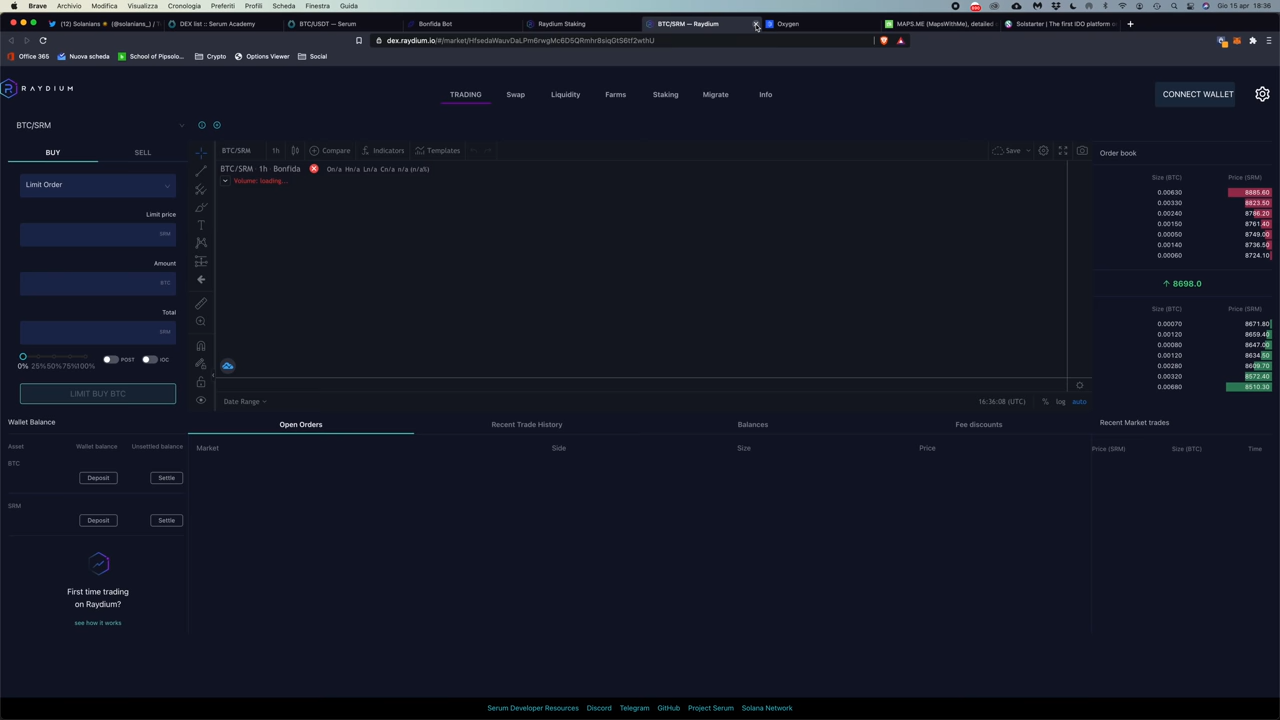 Brave Archivio Modifica Visualizza Cronologia Preferiti Profili Scheda Finestra Guida Gio 15 apr 18:36
(12) Solanians (@solanians_) | T DEX list :: Serum Academy BTC/USDT — Serum Bonfida Bot Raydium Staking BTC/SRM — Raydium Oxygen MAPS.ME (MapsWithMe), detailed Solstarter | The first IDO platform
dex.raydium.io/#/market/HfsedaWauvDaLPm6rwgMc6D5QRmhr8siqGtS6tf2wthU
Office 365 Nuova scheda School of Pipsolo... Crypto Options Viewer Social
RAYDIUM TRADING Swap Liquidity Farms Staking Migrate Info CONNECT WALLET
BTC/SRM
BUY SELL
Limit Order
Limit price
SRM
Amount
BTC
Total
SRM
0% 25% 50% 75% 100% POST IOC
LIMIT BUY BTC
BTC/SRM 1h Compare Indicators Templates Save
BTC/SRM 1h Bonfida On/a Hn/a Ln/a Cn/a n/a (n/a%)
Volume: loading...
Date Range 16:36:08 (UTC) % log auto
Order book
Size (BTC) Price (SRM)
0.00630 8885.60
0.00330 8823.50
0.00240 8786.20
0.00150 8761.40
0.00050 8749.00
0.00140 8736.50
0.00060 8724.10
↑ 8698.0
Size (BTC) Price (SRM)
0.00070 8671.80
0.00120 8659.40
0.00080 8647.00
0.00120 8634.50
0.00280 8609.70
0.00320 8572.40
0.00680 8510.30
Wallet Balance
Asset Wallet balance Unsettled balance
BTC
Deposit Settle
SRM
Deposit Settle
First time trading
on Raydium?
see how it works
Open Orders Recent Trade History Balances Fee discounts
Market Side Size Price
Recent Market trades
Price (SRM) Size (BTC) Time
Serum Developer Resources Discord Telegram GitHub Project Serum Solana Network